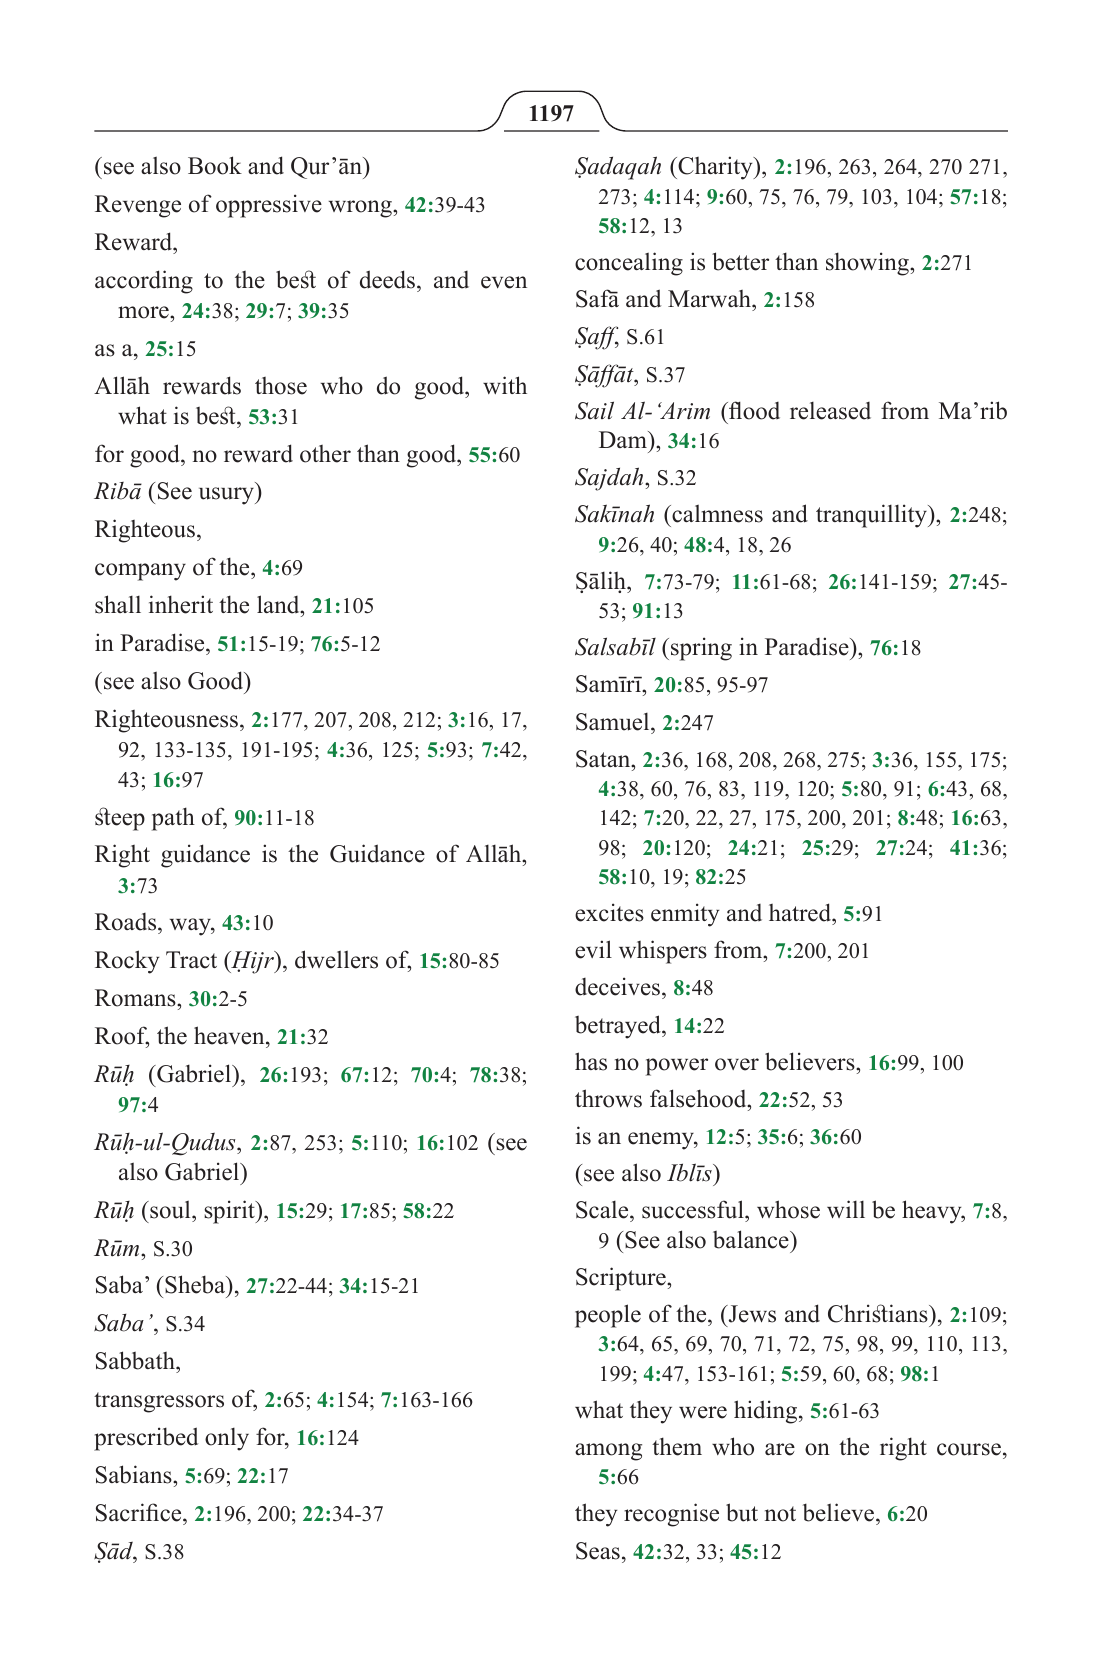 1197
(see also Book and Qur’ān)
Revenge of oppressive wrong, 42:39-43
Reward,
according to the best of deeds, and even
more, 24:38; 29:7; 39:35
as a, 25:15
Allāh rewards those who do good, with
what is best, 53:31
for good, no reward other than good, 55:60
Ribā (See usury)
Righteous,
company of the, 4:69
shall inherit the land, 21:105
in Paradise, 51:15-19; 76:5-12
(see also Good)
Righteousness, 2:177, 207, 208, 212; 3:16, 17,
92, 133-135, 191-195; 4:36, 125; 5:93; 7:42,
43; 16:97
steep path of, 90:11-18
Right guidance is the Guidance of Allāh,
3:73
Roads, way, 43:10
Rocky Tract (Ḥijr), dwellers of, 15:80-85
Romans, 30:2-5
Roof, the heaven, 21:32
Rūḥ (Gabriel), 26:193; 67:12; 70:4; 78:38;
97:4
Rūḥ-ul-Qudus, 2:87, 253; 5:110; 16:102 (see
also Gabriel)
Rūḥ (soul, spirit), 15:29; 17:85; 58:22
Rūm, S.30
Saba’ (Sheba), 27:22-44; 34:15-21
Saba’, S.34
Sabbath,
transgressors of, 2:65; 4:154; 7:163-166
prescribed only for, 16:124
Sabians, 5:69; 22:17
Sacrifice, 2:196, 200; 22:34-37
Ṣād, S.38
Ṣadaqah (Charity), 2:196, 263, 264, 270 271,
273; 4:114; 9:60, 75, 76, 79, 103, 104; 57:18;
58:12, 13
concealing is better than showing, 2:271
Safā and Marwah, 2:158
Ṣaff, S.61
Ṣāffāt, S.37
Sail Al-‘Arim (flood released from Ma’rib
Dam), 34:16
Sajdah, S.32
Sakīnah (calmness and tranquillity), 2:248;
9:26, 40; 48:4, 18, 26
Ṣāliḥ, 7:73-79; 11:61-68; 26:141-159; 27:45-
53; 91:13
Salsabīl (spring in Paradise), 76:18
Samīrī, 20:85, 95-97
Samuel, 2:247
Satan, 2:36, 168, 208, 268, 275; 3:36, 155, 175;
4:38, 60, 76, 83, 119, 120; 5:80, 91; 6:43, 68,
142; 7:20, 22, 27, 175, 200, 201; 8:48; 16:63,
98; 20:120; 24:21; 25:29; 27:24; 41:36;
58:10, 19; 82:25
excites enmity and hatred, 5:91
evil whispers from, 7:200, 201
deceives, 8:48
betrayed, 14:22
has no power over believers, 16:99, 100
throws falsehood, 22:52, 53
is an enemy, 12:5; 35:6; 36:60
(see also Iblīs)
Scale, successful, whose will be heavy, 7:8,
9 (See also balance)
Scripture,
people of the, (Jews and Christians), 2:109;
3:64, 65, 69, 70, 71, 72, 75, 98, 99, 110, 113,
199; 4:47, 153-161; 5:59, 60, 68; 98:1
what they were hiding, 5:61-63
among them who are on the right course,
5:66
they recognise but not believe, 6:20
Seas, 42:32, 33; 45:12